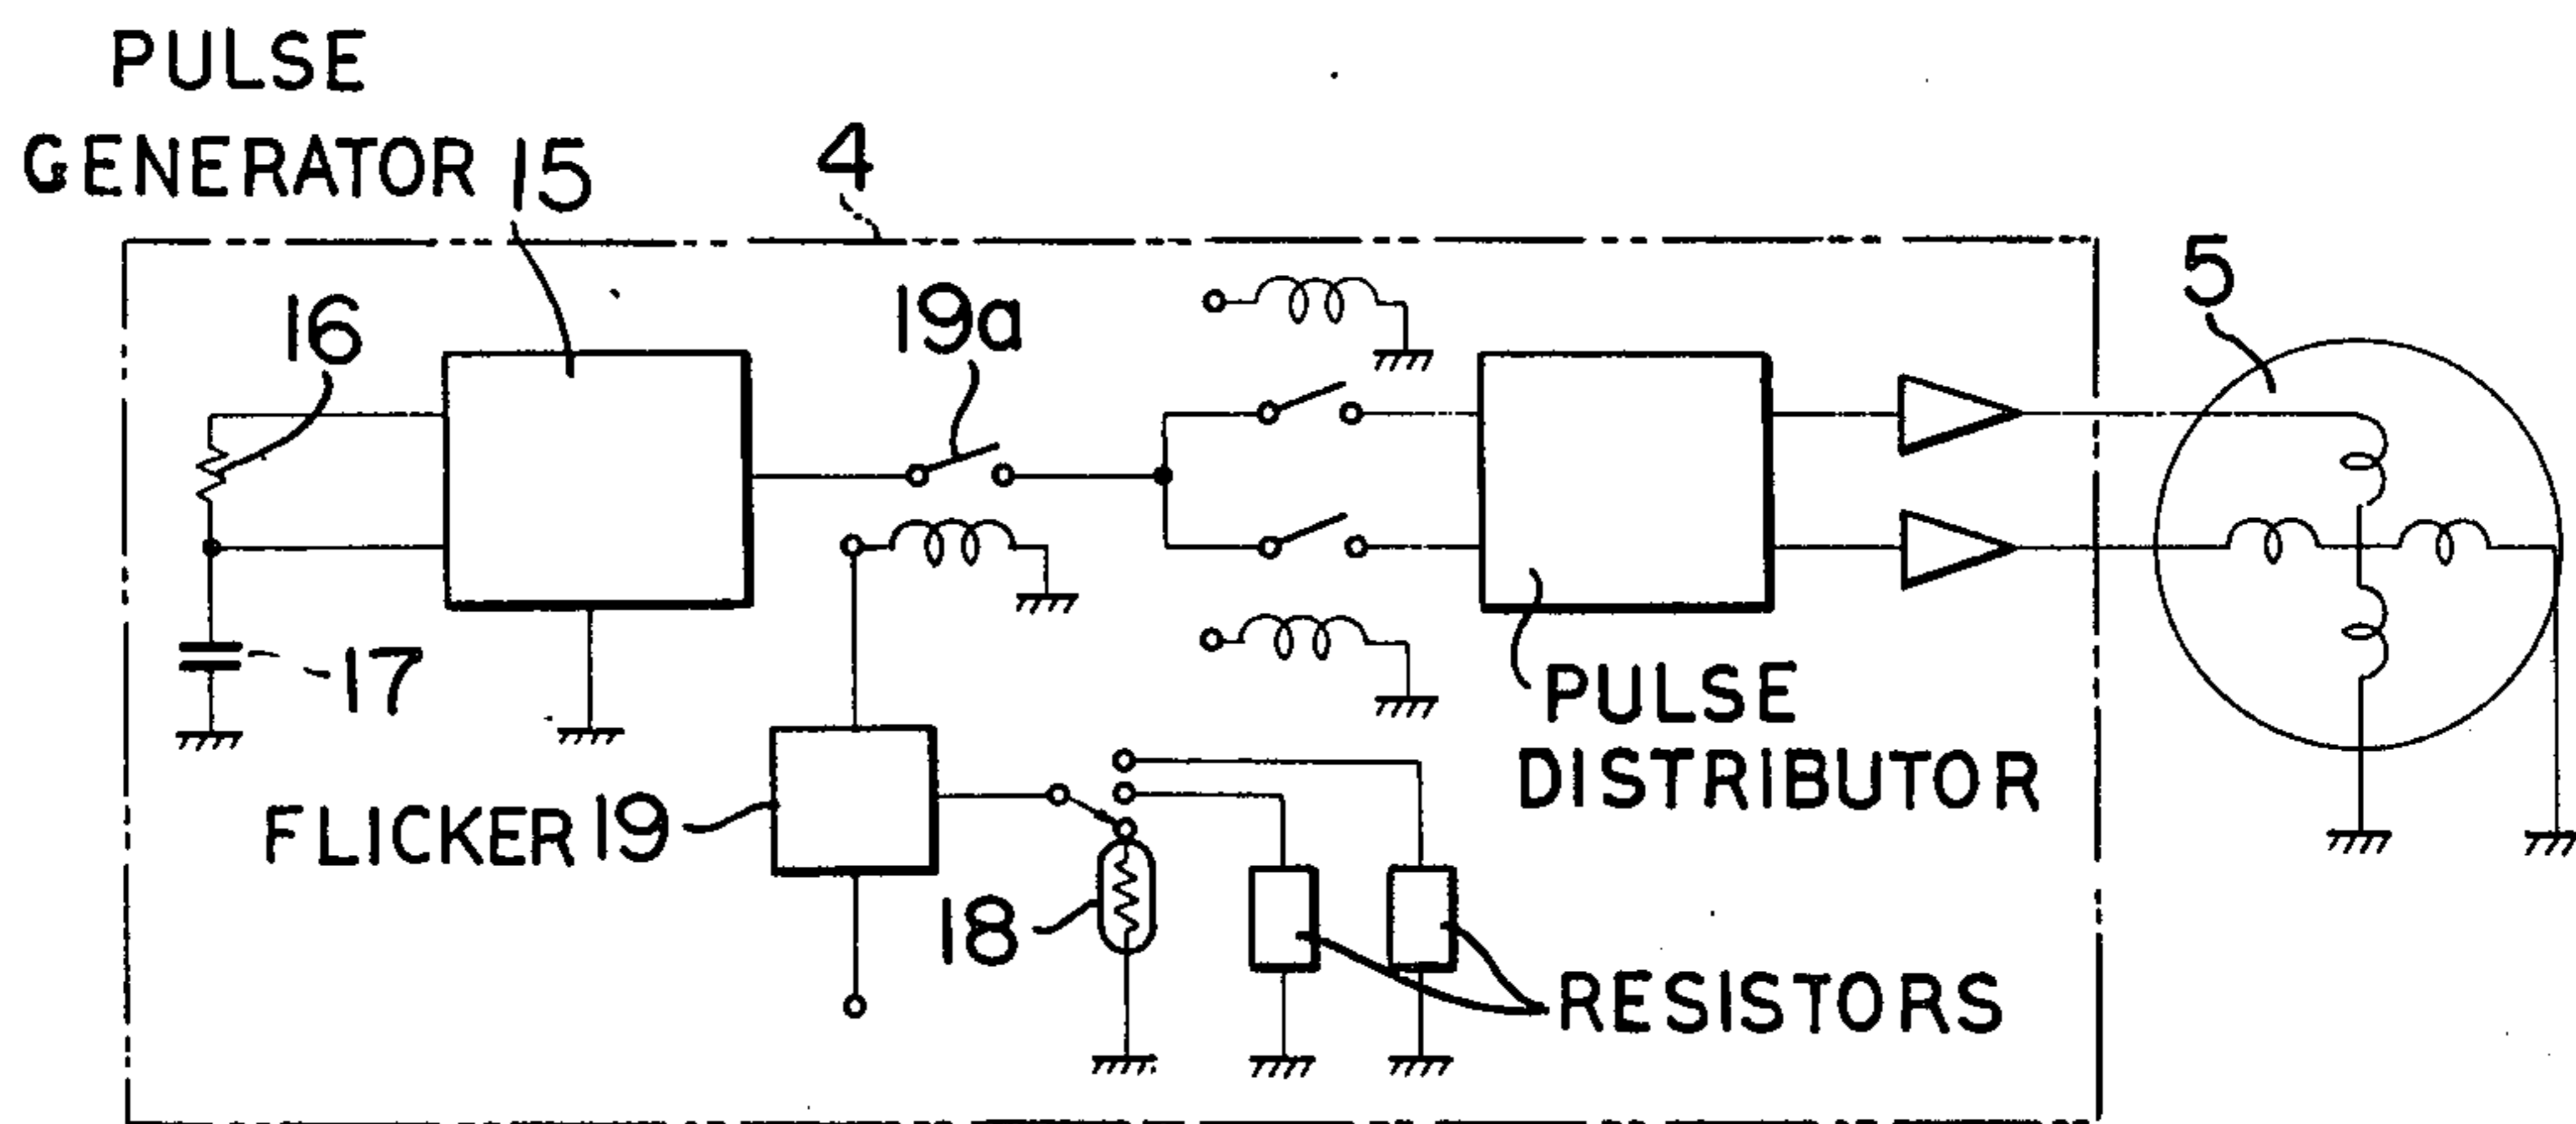 PULSE
GENERATOR 15
4
5
16
19a
17
PULSE
DISTRIBUTOR
FLICKER 19
18
RESISTORS